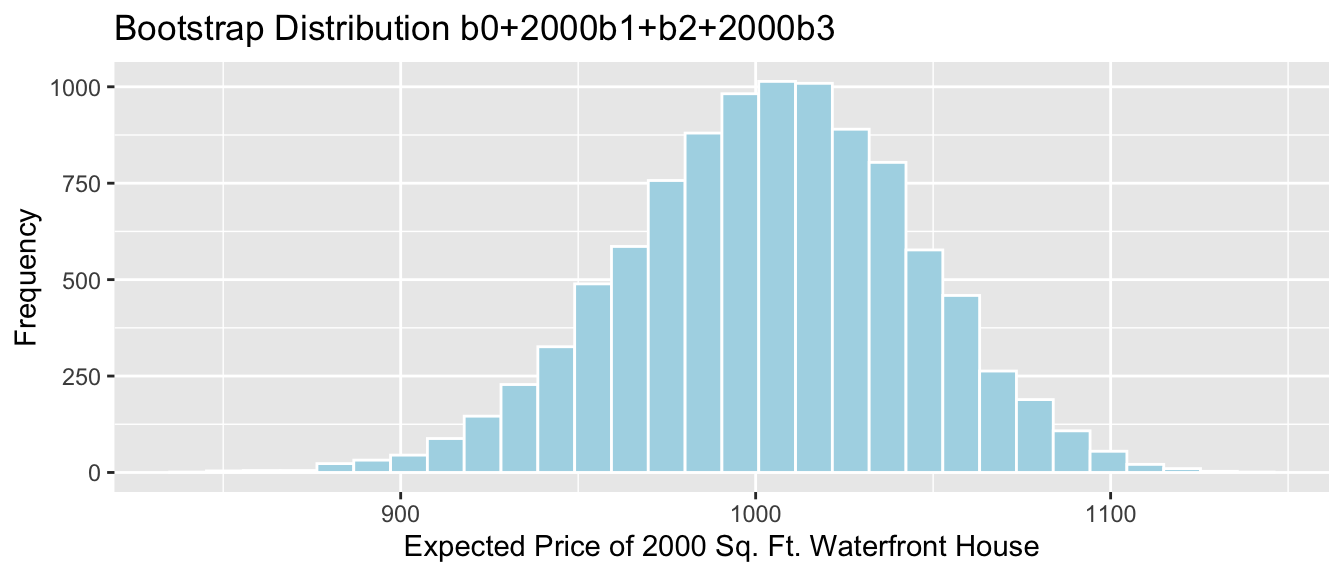 Bootstrap Distribution b0+2000b1+b2+2000b3
Frequency
1000
750
500
250
0
900 1000 1100
Expected Price of 2000 Sq. Ft. Waterfront House